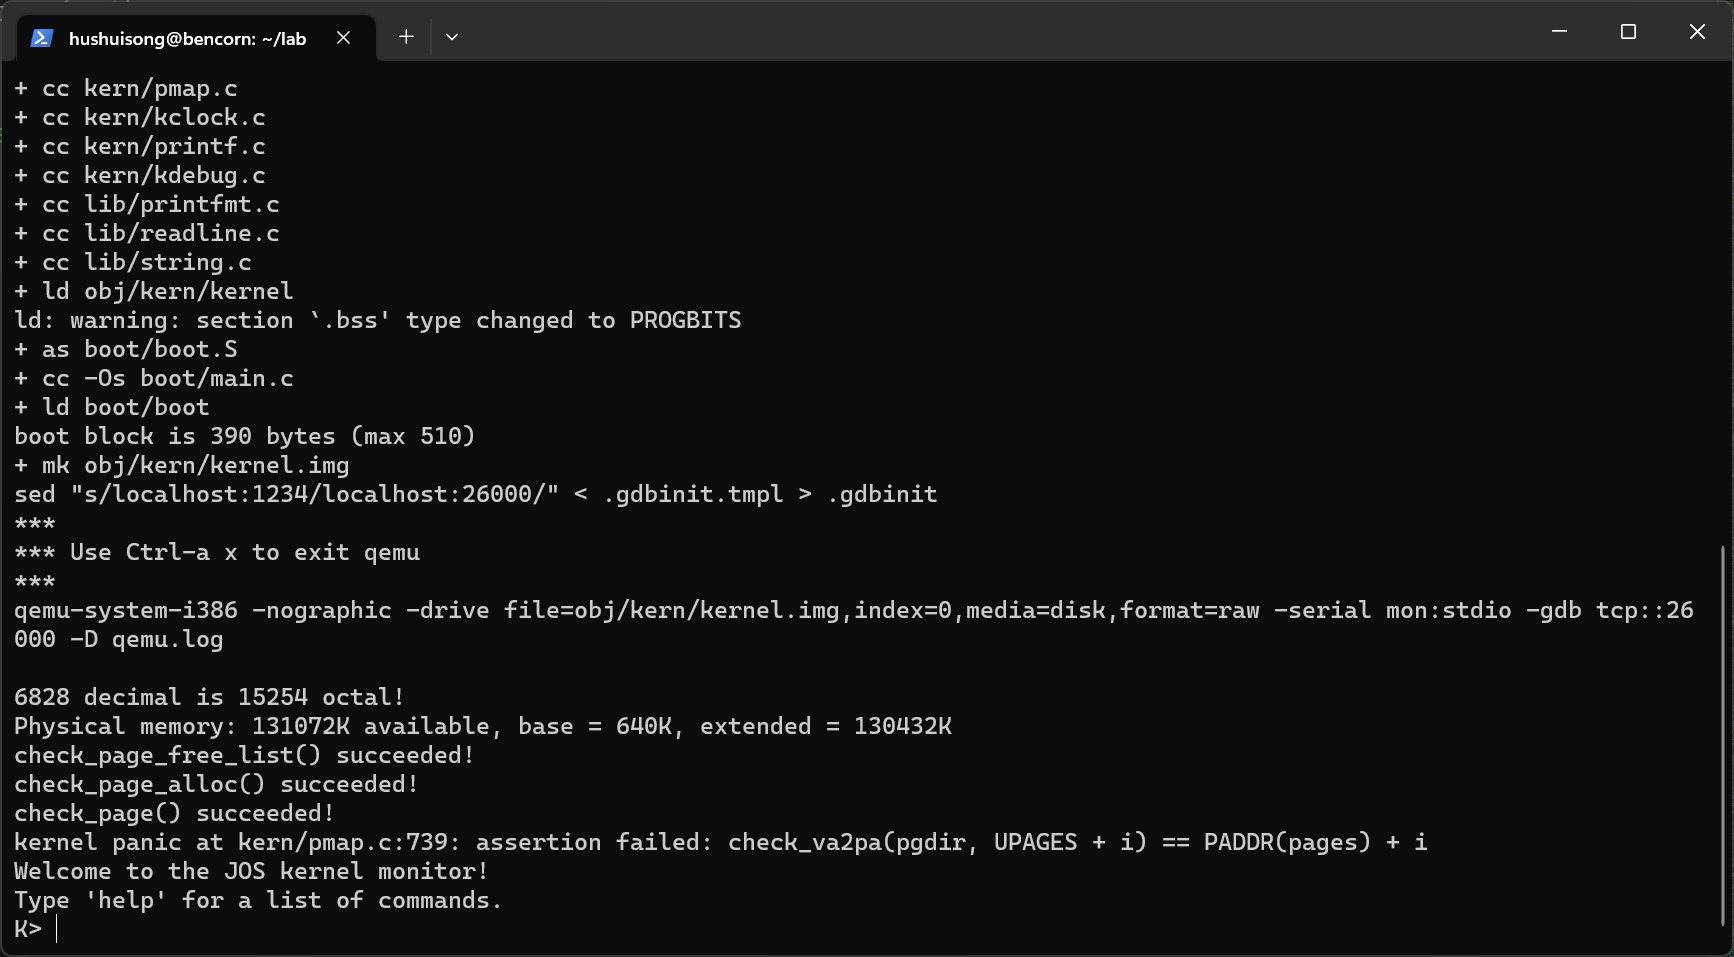 hushuisong@bencorn: ~/lab
+ cc kern/pmap.c
+ cc kern/kclock.c
+ cc kern/printf.c
+ cc kern/kdebug.c
+ cc lib/printfmt.c
+ cc lib/readline.c
+ cc lib/string.c
+ ld obj/kern/kernel
ld: warning: section `.bss' type changed to PROGBITS
+ as boot/boot.S
+ cc -Os boot/main.c
+ ld boot/boot
boot block is 390 bytes (max 510)
+ mk obj/kern/kernel.img
sed "s/localhost:1234/localhost:26000/" < .gdbinit.tmpl > .gdbinit
***
*** Use Ctrl-a x to exit qemu
***
qemu-system-i386 -nographic -drive file=obj/kern/kernel.img,index=0,media=disk,format=raw -serial mon:stdio -gdb tcp::26
000 -D qemu.log
6828 decimal is 15254 octal!
Physical memory: 131072K available, base = 640K, extended = 130432K
check_page_free_list() succeeded!
check_page_alloc() succeeded!
check_page() succeeded!
kernel panic at kern/pmap.c:739: assertion failed: check_va2pa(pgdir, UPAGES + i) == PADDR(pages) + i
Welcome to the JOS kernel monitor!
Type 'help' for a list of commands.
K>